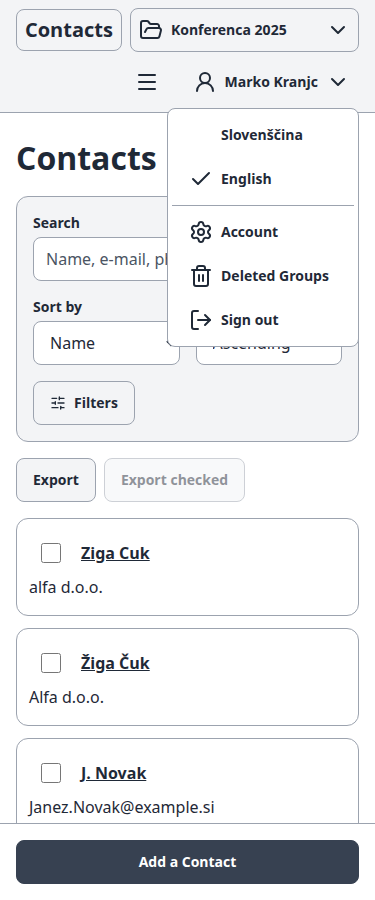 Contacts
Konferenca 2025
Marko Kranjc
Slovenščina
English
Account
Deleted Groups
Sign out
Contacts
Search
Name, e-mail, pl
Sort by
Name
Ascending
Filters
Export
Export checked
Ziga Cuk
alfa d.o.o.
Žiga Čuk
Alfa d.o.o.
J. Novak
Janez.Novak@example.si
Add a Contact